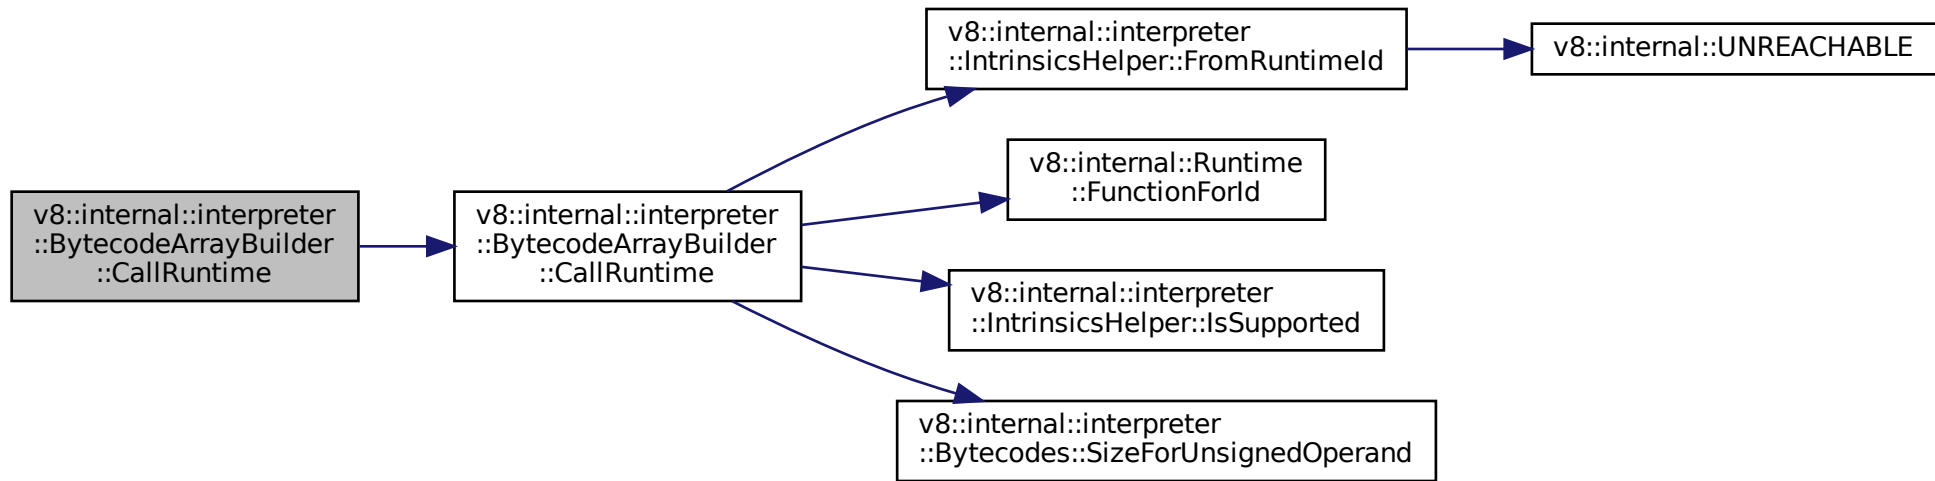 v8::internal::interpreter
::BytecodeArrayBuilder
::CallRuntime
v8::internal::interpreter
::BytecodeArrayBuilder
::CallRuntime
v8::internal::interpreter
::IntrinsicsHelper::FromRuntimeId
v8::internal::UNREACHABLE
v8::internal::Runtime
::FunctionForId
v8::internal::interpreter
::IntrinsicsHelper::IsSupported
v8::internal::interpreter
::Bytecodes::SizeForUnsignedOperand